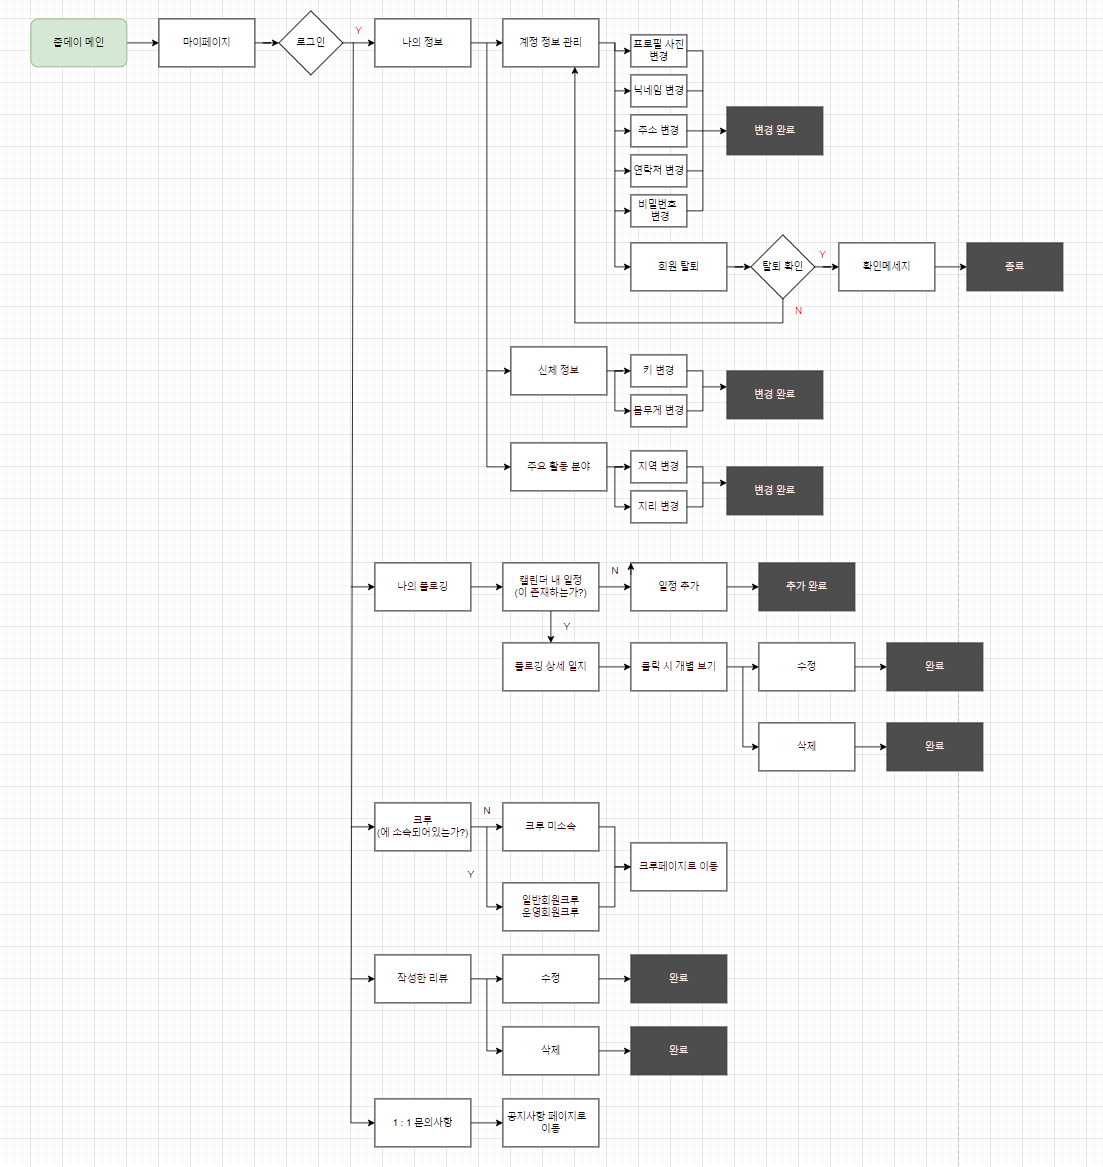 줍데이 메인
마이페이지
로그인
Y
나의 정보
계정 정보 관리
프로필 사진
변경
닉네임 변경
주소 변경
연락처 변경
비밀번호
변경
변경 완료
회원 탈퇴
탈퇴 확인
Y
확인메세지
종료
N
신체 정보
키 변경
몸무게 변경
변경 완료
주요 활동 분야
지역 변경
지리 변경
변경 완료
나의 플로깅
캘린더 내 일정
(이 존재하는가?)
N
일정 추가
추가 완료
Y
플로깅 상세 일지
클릭 시 개별 보기
수정
완료
삭제
완료
크루
(에 소속되어있는가?)
N
크루 미소속
Y
일반회원크루
운영회원크루
크루페이지로 이동
작성한 리뷰
수정
완료
삭제
완료
1 : 1 문의사항
공지사항 페이지로
이동